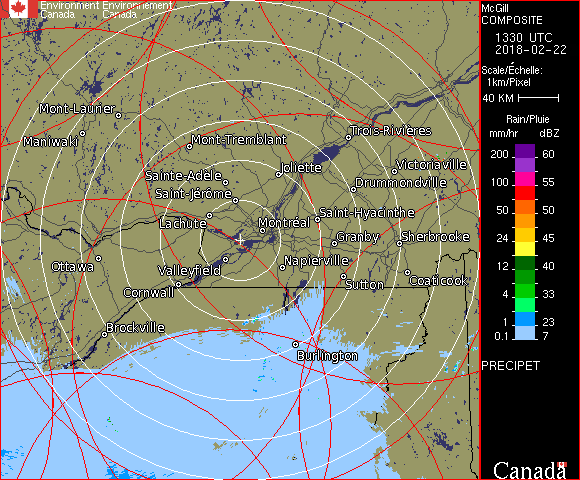 Environment Environnement
Canada Canada
McGill
COMPOSITE
1330 UTC
2018-02-22
Scale/Échelle:
1km/Pixel
40 KM
Rain/Pluie
mm/hr dBZ
200 60
100 55
50 50
24 45
12 40
4 33
1 23
0.1 7
PRECIPET
Canada
Mont-Laurier
Maniwaki
Mont-Tremblant
Trois-Rivières
Joliette
Victoriaville
Sainte-Adèle
Drummondville
Saint-Jérôme
Saint-Hyacinthe
Lachute
Montréal
Granby
Sherbrooke
Ottawa
Valleyfield
Napierville
Cornwall
Sutton
Coaticook
Brockville
Burlington